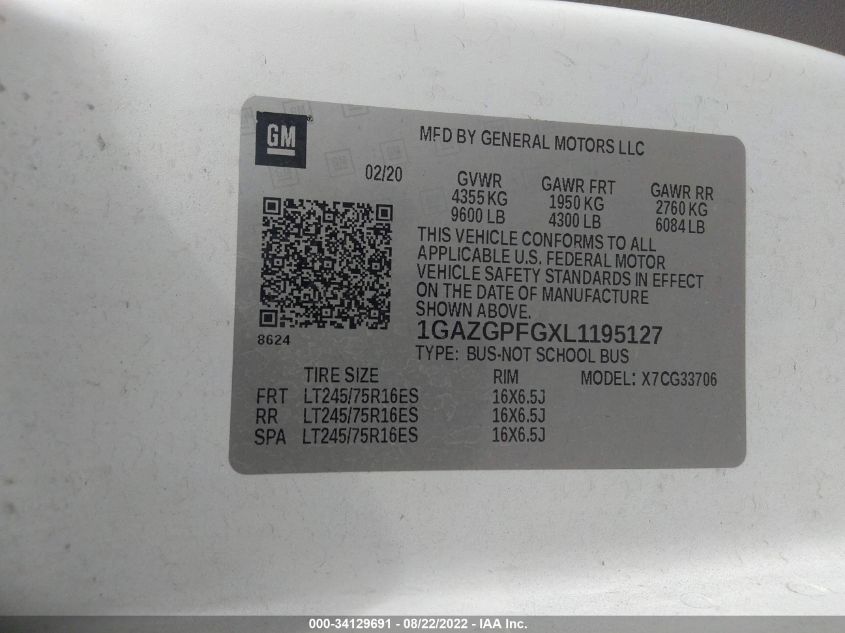 GM
®
MFD BY GENERAL MOTORS LLC
02/20
GVWR GAWR FRT GAWR RR
4355 KG 1950 KG 2760 KG
9600 LB 4300 LB 6084 LB
THIS VEHICLE CONFORMS TO ALL
APPLICABLE U.S. FEDERAL MOTOR
VEHICLE SAFETY STANDARDS IN EFFECT
ON THE DATE OF MANUFACTURE
SHOWN ABOVE.
8624
1GAZGPFGXL1195127
TYPE: BUS-NOT SCHOOL BUS
TIRE SIZE RIM MODEL: X7CG33706
FRT LT245/75R16ES 16X6.5J
RR LT245/75R16ES 16X6.5J
SPA LT245/75R16ES 16X6.5J
000-34129691 - 08/22/2022 - IAA Inc.